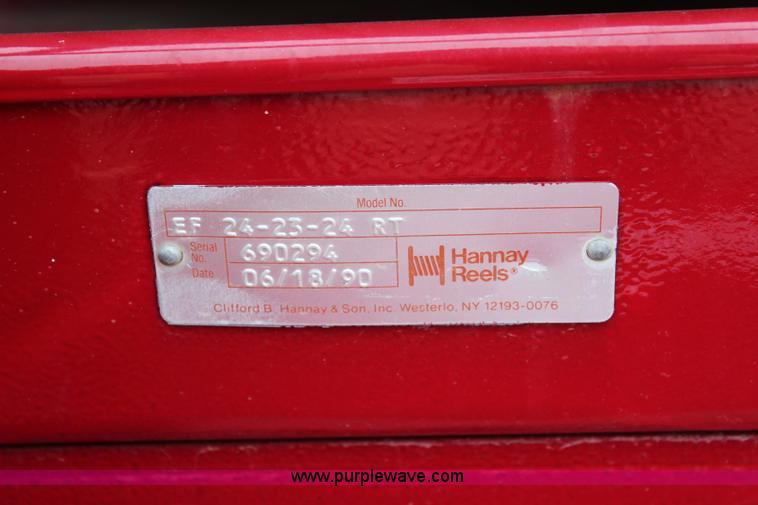 Model No.
EF 24-23-24 RT
Serial No. 690294
Date 06/18/90
Hannay Reels®
Clifford B. Hannay & Son, Inc. Westerlo, NY 12193-0076
www.purplewave.com